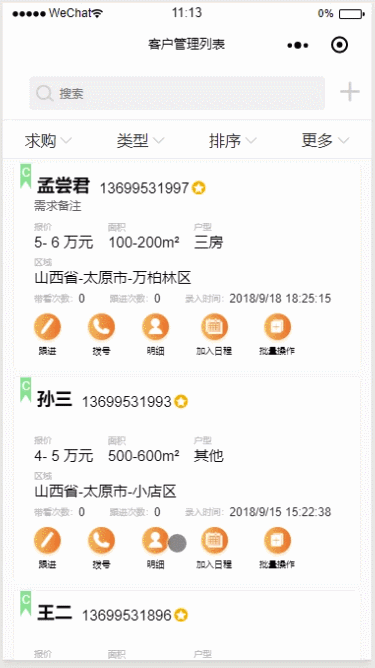 WeChat 11:13 0%
客户管理列表
搜索
求购 类型 排序 更多
C 孟尝君 13699531997
需求备注
报价 面积 户型
5- 6 万元 100-200m² 三房
区域
山西省-太原市-万柏林区
带看次数: 0 跟进次数: 0 录入时间: 2018/9/18 18:25:15
跟进 拨号 明细 加入日程 批量操作
C 孙三 13699531993
报价 面积 户型
4- 5 万元 500-600m² 其他
区域
山西省-太原市-小店区
带看次数: 0 跟进次数: 0 录入时间: 2018/9/15 15:22:38
跟进 拨号 明细 加入日程 批量操作
C 王二 13699531896
报价 面积 户型